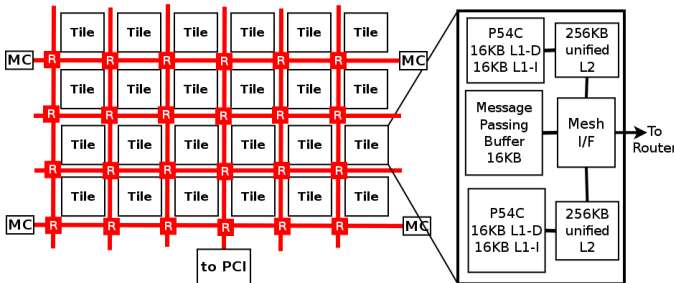 Tile Tile Tile Tile Tile Tile
MC R R R R R R MC
Tile Tile Tile Tile Tile Tile
R R R R R R
Tile Tile Tile Tile Tile Tile
R R R R R R
Tile Tile Tile Tile Tile Tile
MC R R R R R R MC
to PCI
P54C
16KB L1-D
16KB L1-I
256KB
unified
L2
Message
Passing
Buffer
16KB
Mesh
I/F
To
Router
P54C
16KB L1-D
16KB L1-I
256KB
unified
L2